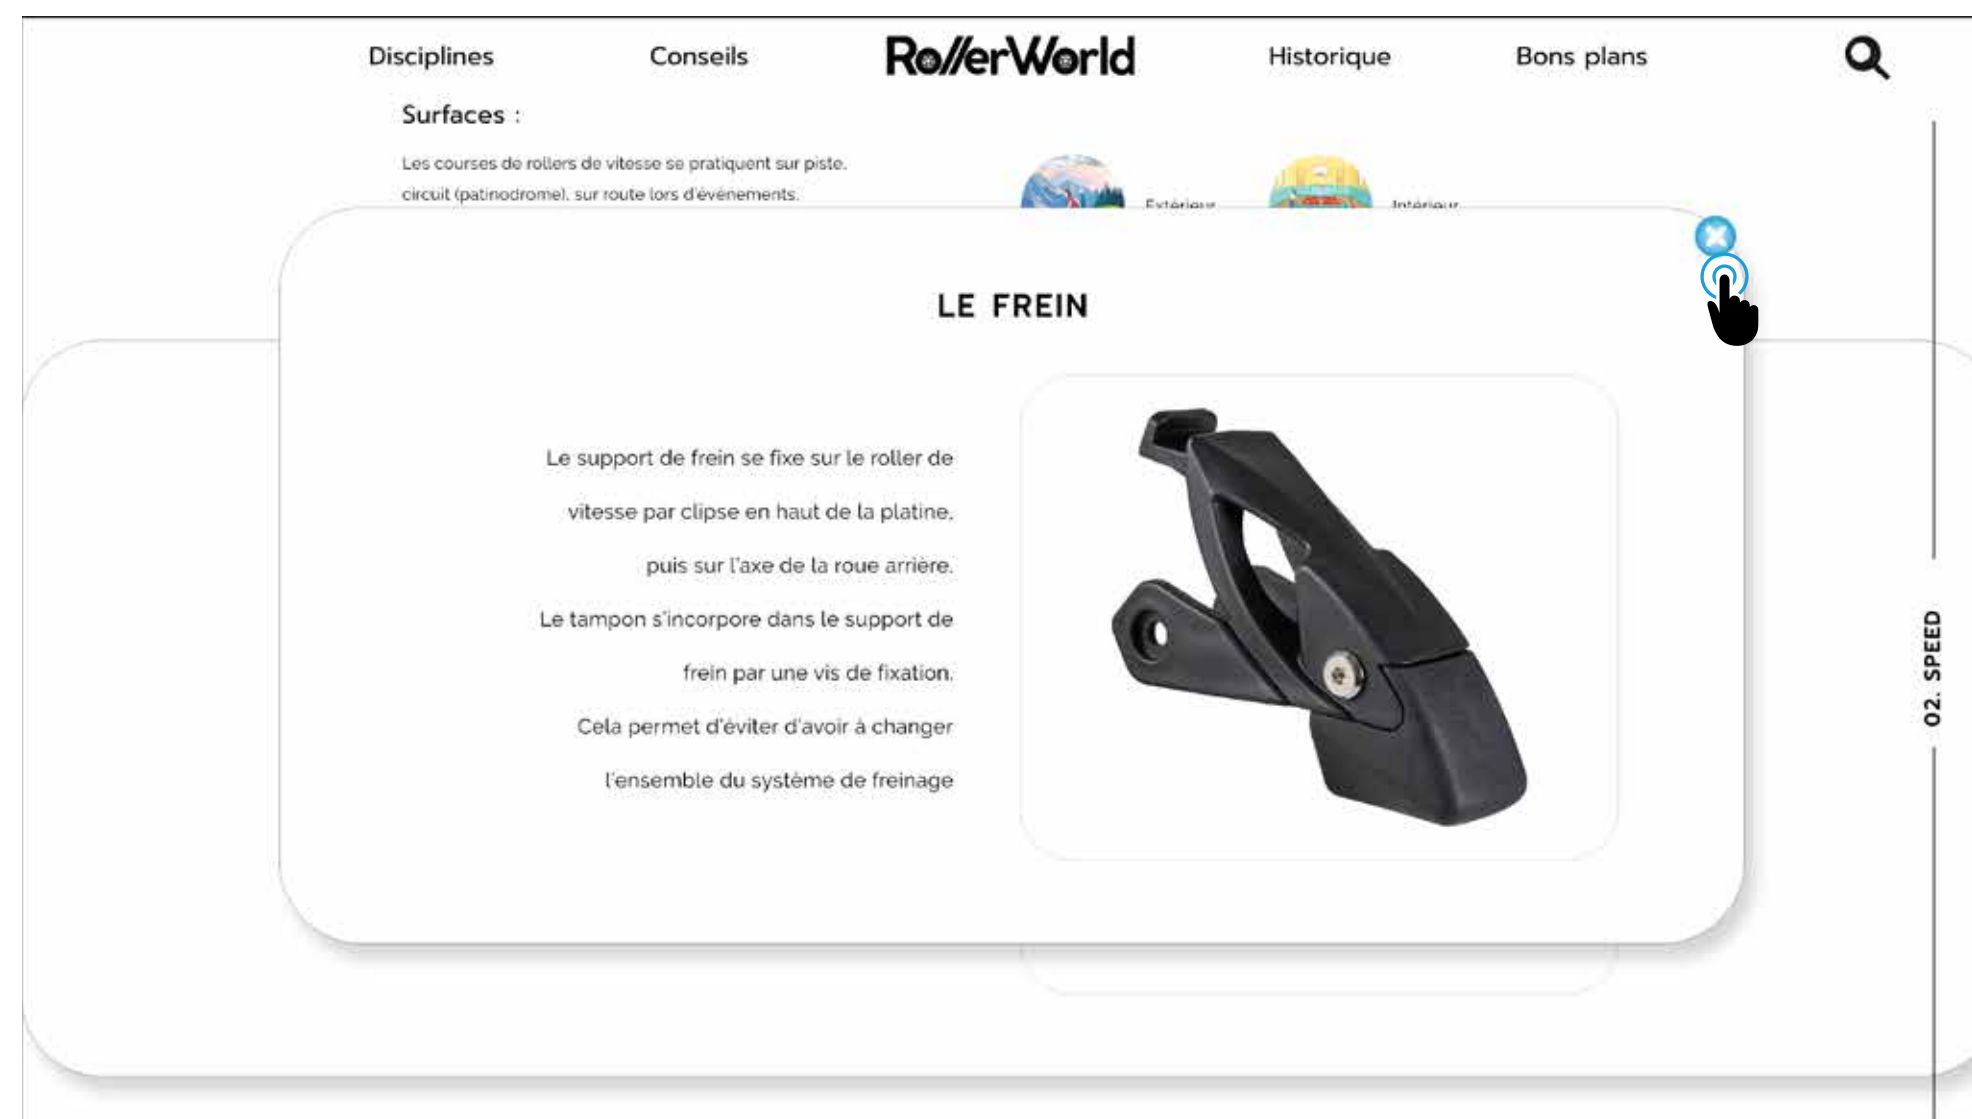 Disciplines
Conseils
RollerWorld
Historique
Bons plans
Surfaces :
Les courses de rollers de vitesse se pratiquent sur piste,
circuit (patinodrome), sur route lors d'événements.
Extérieur
Intérieur
LE FREIN
Le support de frein se fixe sur le roller de
vitesse par clipse en haut de la platine,
puis sur l'axe de la roue arrière.
Le tampon s'incorpore dans le support de
frein par une vis de fixation.
Cela permet d'éviter d'avoir à changer
l'ensemble du système de freinage
02. SPEED